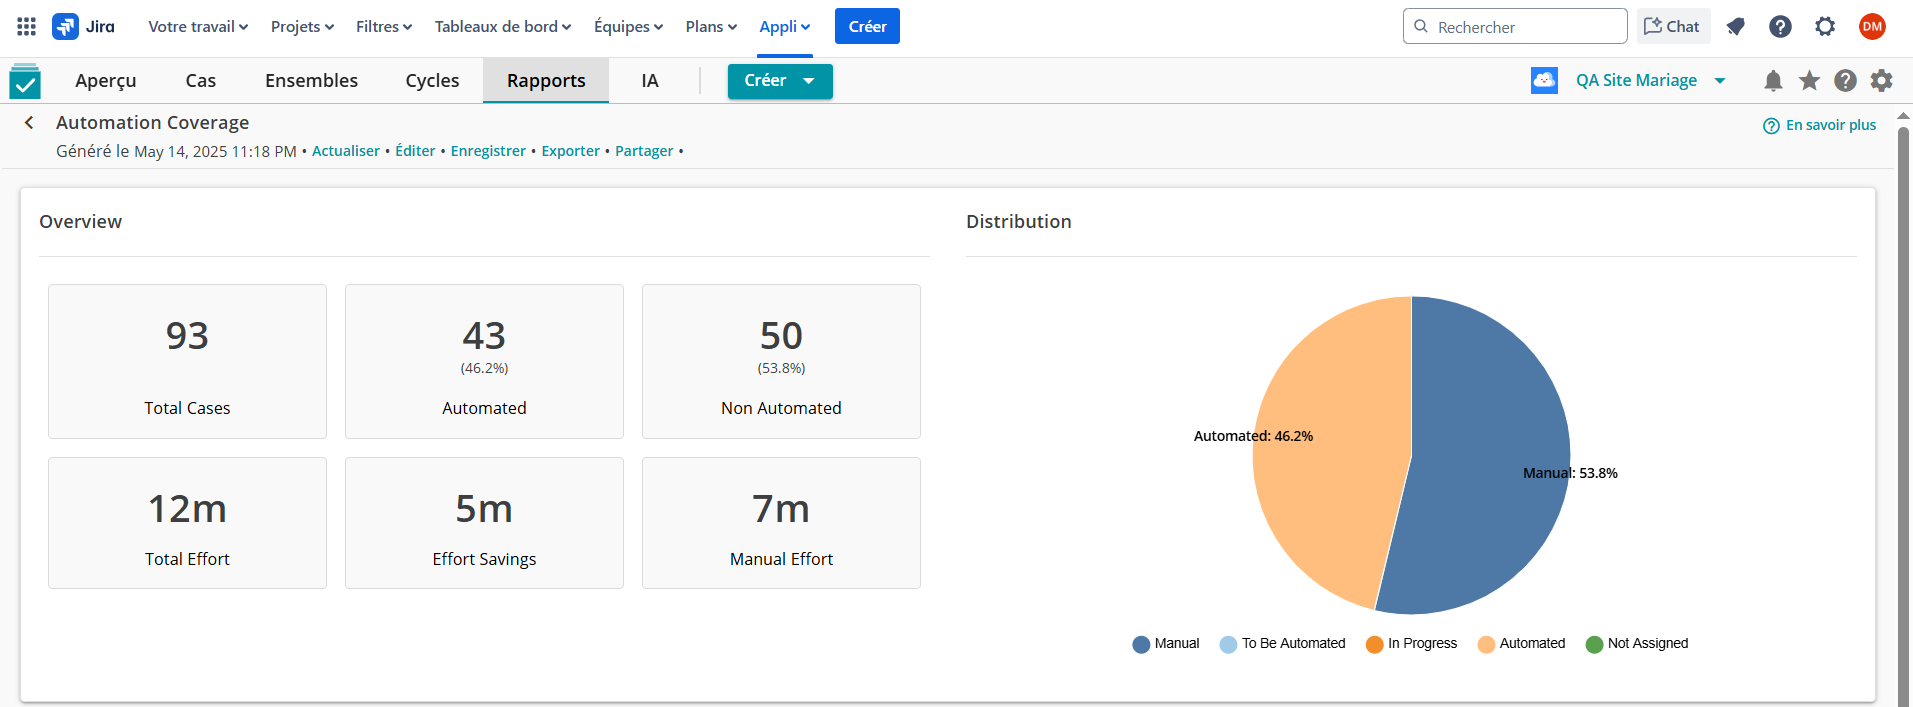 Jira Votre travail Projets Filtres Tableaux de bord Équipes Plans Appli Créer Rechercher Chat DM
Aperçu Cas Ensembles Cycles Rapports IA Créer QA Site Mariage
Automation Coverage
En savoir plus
Généré le May 14, 2025 11:18 PM • Actualiser • Éditer • Enregistrer • Exporter • Partager •
Overview
93
Total Cases
43
(46.2%)
Automated
50
(53.8%)
Non Automated
12m
Total Effort
5m
Effort Savings
7m
Manual Effort
Distribution
Automated: 46.2%
Manual: 53.8%
Manual To Be Automated In Progress Automated Not Assigned